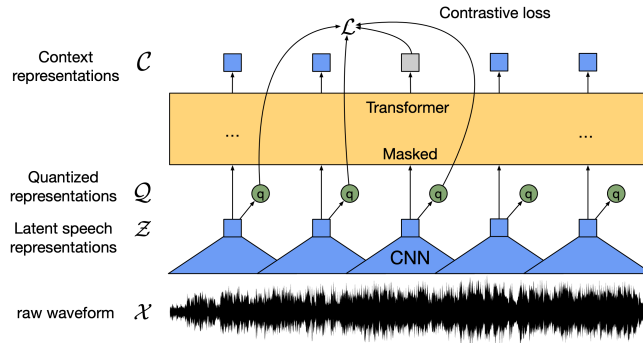 Contrastive loss
ℒ
Context
representations 𝒞
Transformer
... ...
Masked
Quantized
representations 𝒬
q q q q q
Latent speech
representations 𝒵
CNN
raw waveform 𝒳